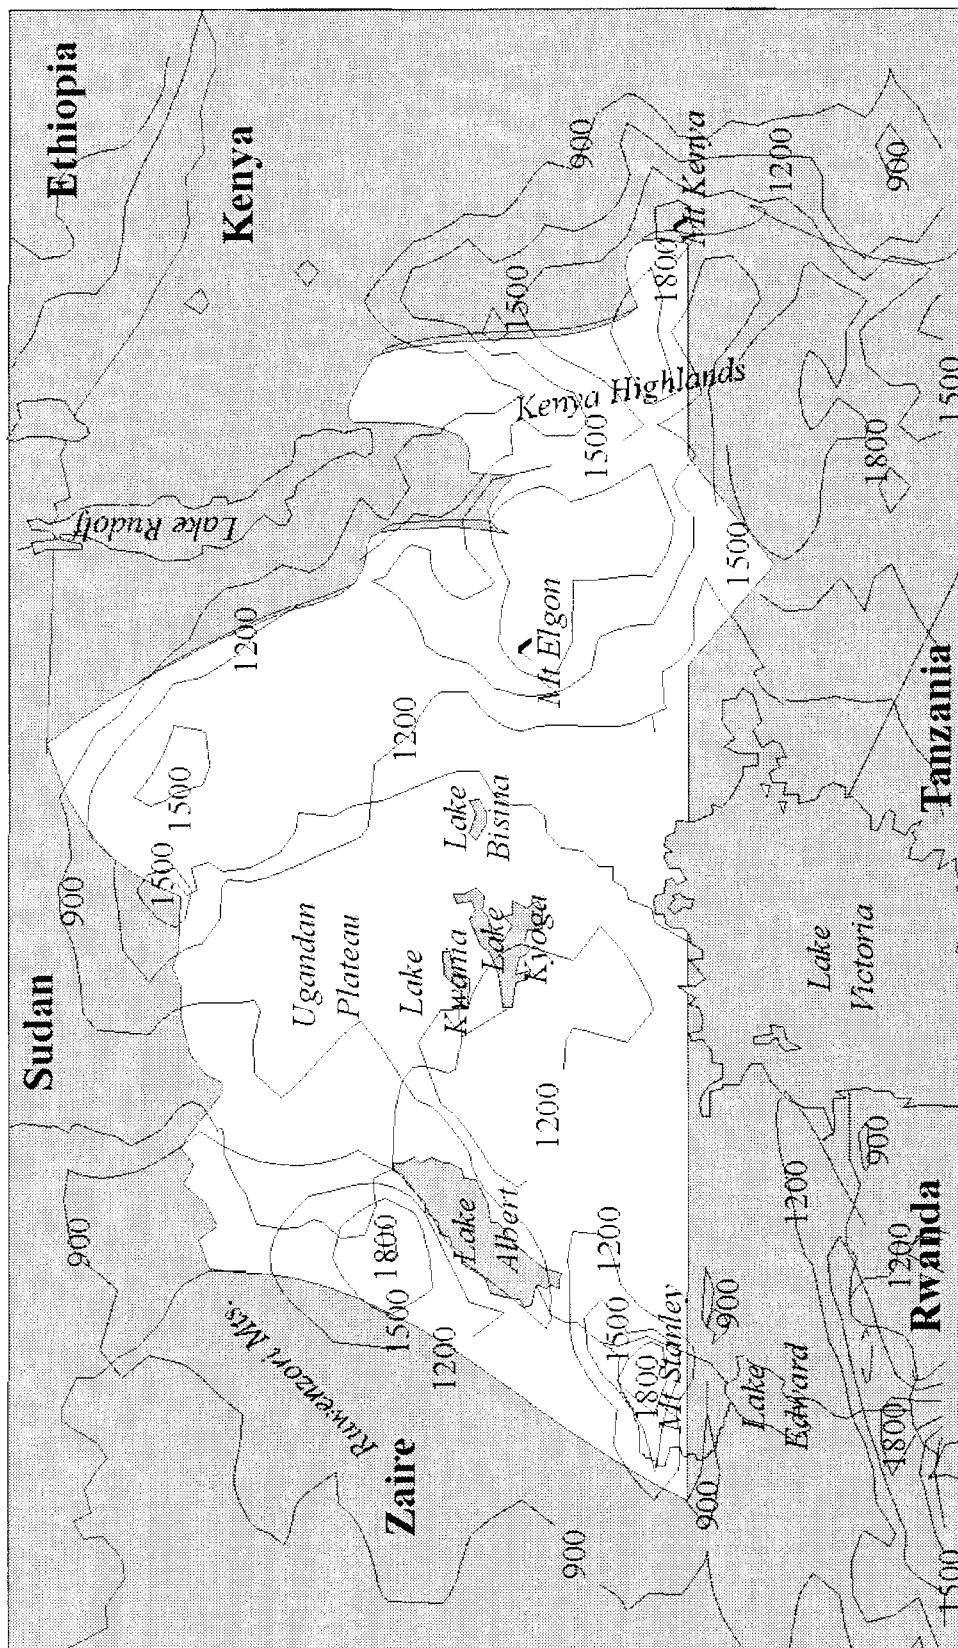 Ethiopia
Kenya
Sudan
Zaire
Rwanda
Tanzania
Lake Rudolf
Ruwenzori Mts.
Ugandan
Plateau
Lake
Kwania
Lake
Kyoga
Lake
Bisina
Lake
Albert
Mt Stanley
Lake
Edward
Lake
Victoria
Mt Elgon
Kenya Highlands
Mt Kenya
900
900
900
900
900
900
900
900
1200
1200
1200
1200
1200
1200
1200
1200
1500
1500
1500
1500
1500
1500
1500
1500
1500
1800
1800
1800
1800
1800